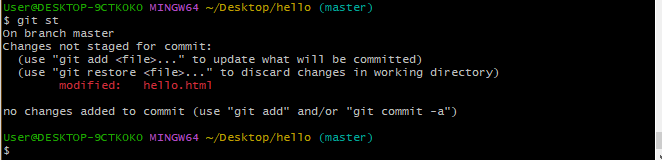 User@DESKTOP-9CTKOKO MINGW64 ~/Desktop/hello (master)
$ git st
On branch master
Changes not staged for commit:
  (use "git add <file>..." to update what will be committed)
  (use "git restore <file>..." to discard changes in working directory)
        modified:   hello.html

no changes added to commit (use "git add" and/or "git commit -a")

User@DESKTOP-9CTKOKO MINGW64 ~/Desktop/hello (master)
$